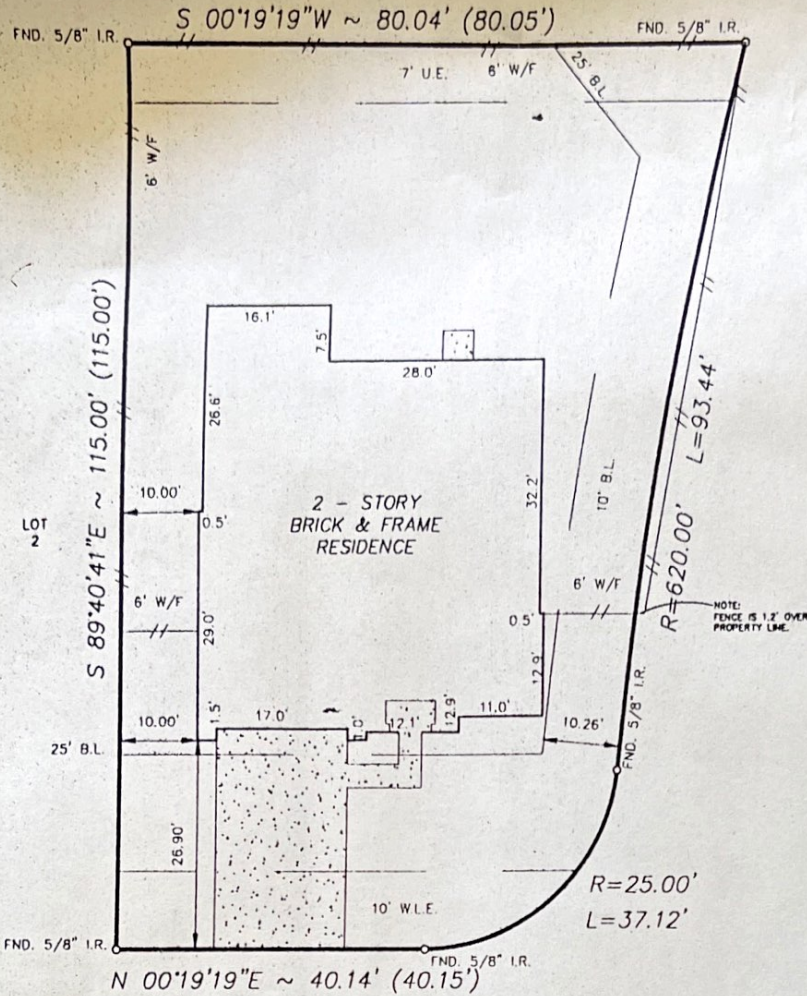 S 00°19'19"W ~ 80.04' (80.05')
FND. 5/8" I.R.
FND. 5/8" I.R.
7' U.E.
6' W/F
25' B.L.
6' W/F
S 89°40'41"E ~ 115.00' (115.00')
16.1'
7.5'
28.0'
26.6'
L=93.44'
R=620.00'
10' B.L.
32.2'
10.00'
0.5'
2 - STORY
BRICK & FRAME
RESIDENCE
LOT
2
6' W/F
6' W/F
NOTE:
FENCE IS 1.2' OVER
PROPERTY LINE.
0.5'
29.0'
12.9'
10.00'
1.5'
17.0'
1.0'
12.1'
12.9'
11.0'
10.26'
FND. 5/8" I.R.
25' B.L.
26.90'
R=25.00'
L=37.12'
10' W.L.E.
FND. 5/8" I.R.
FND. 5/8" I.R.
N 00°19'19"E ~ 40.14' (40.15')